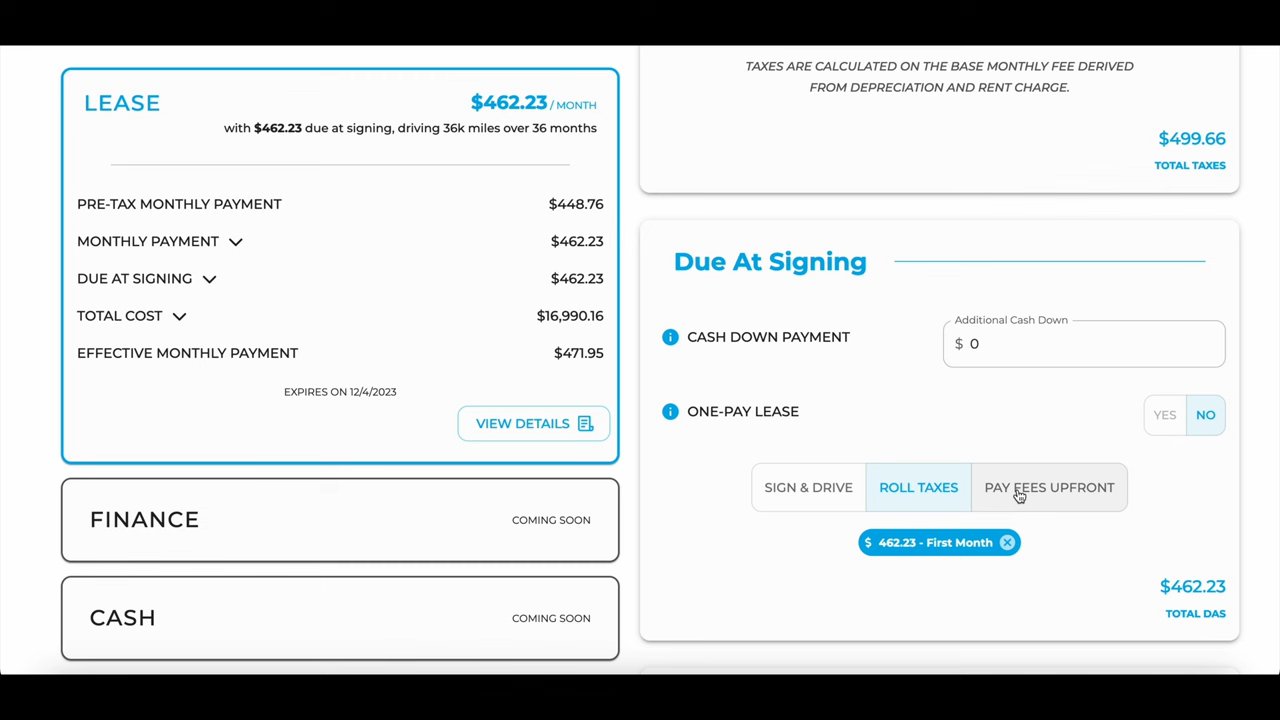 LEASE
$462.23 / MONTH
with $462.23 due at signing, driving 36k miles over 36 months
PRE-TAX MONTHLY PAYMENT $448.76
MONTHLY PAYMENT $462.23
DUE AT SIGNING $462.23
TOTAL COST $16,990.16
EFFECTIVE MONTHLY PAYMENT $471.95
EXPIRES ON 12/4/2023
VIEW DETAILS
FINANCE COMING SOON
CASH COMING SOON
TAXES ARE CALCULATED ON THE BASE MONTHLY FEE DERIVED
FROM DEPRECIATION AND RENT CHARGE.
$499.66
TOTAL TAXES
Due At Signing
Additional Cash Down
CASH DOWN PAYMENT $ 0
ONE-PAY LEASE YES NO
SIGN & DRIVE ROLL TAXES PAY FEES UPFRONT
$ 462.23 - First Month
$462.23
TOTAL DAS